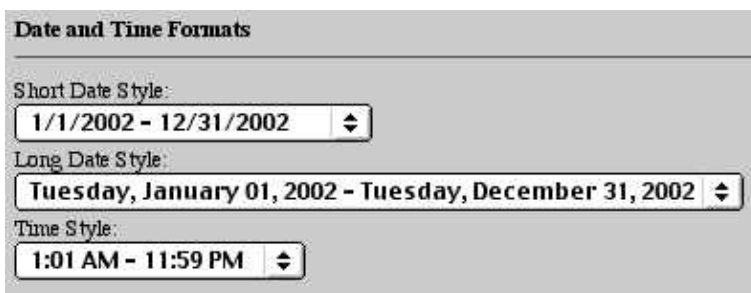 Date and Time Formats
Short Date Style:
1/1/2002 - 12/31/2002
Long Date Style:
Tuesday, January 01, 2002 - Tuesday, December 31, 2002
Time Style:
1:01 AM - 11:59 PM